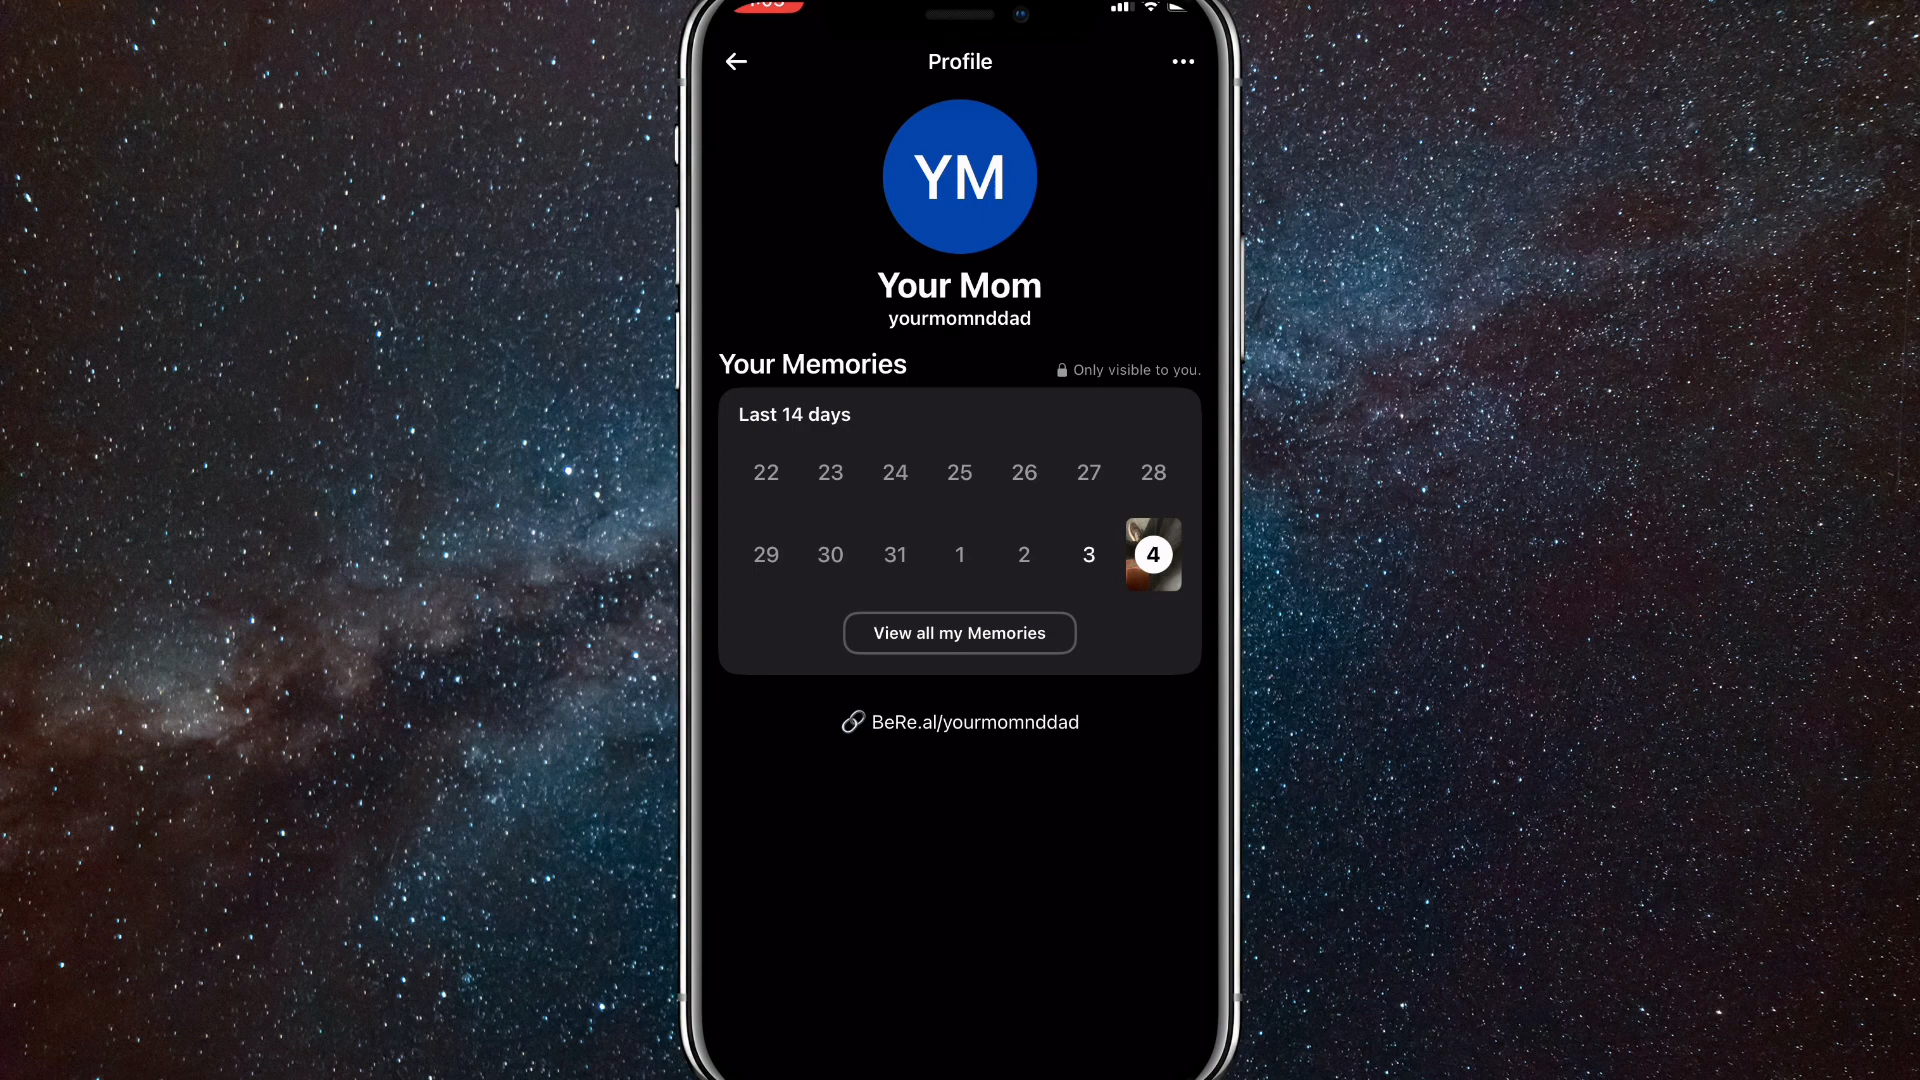 Profile
YM
Your Mom
yourmomnddad
Your Memories
Only visible to you.
Last 14 days
22 23 24 25 26 27 28
29 30 31 1 2 3 4
View all my Memories
BeRe.al/yourmomnddad